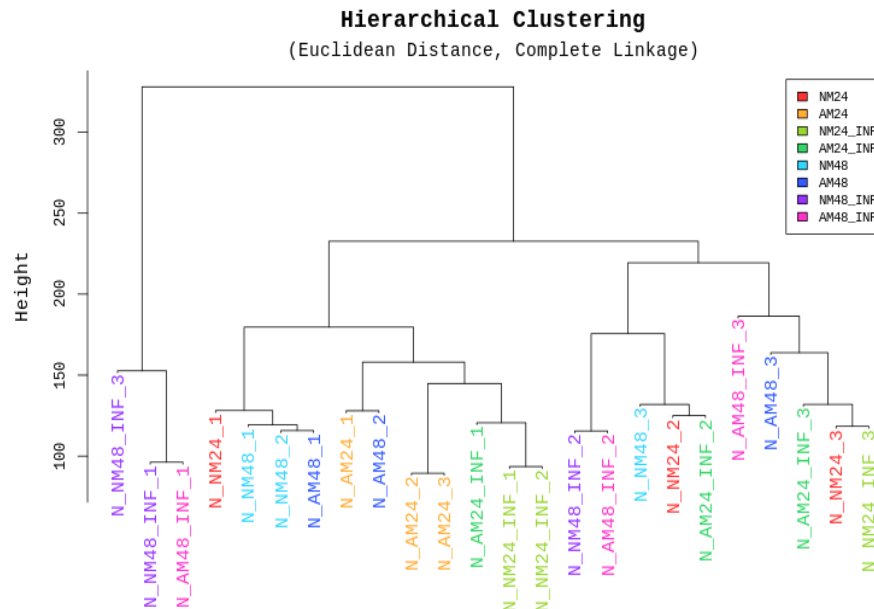 Hierarchical Clustering
(Euclidean Distance, Complete Linkage)
NM24
AM24
NM24_INF
AM24_INF
NM48
AM48
NM48_INF
AM48_INF
Height
300
250
200
150
100
N_NM48_INF_3
N_NM48_INF_1
N_AM48_INF_1
N_NM24_1
N_NM48_1
N_NM48_2
N_AM48_1
N_AM24_1
N_AM48_2
N_AM24_2
N_AM24_3
N_AM24_INF_1
N_NM24_INF_1
N_NM24_INF_2
N_NM48_INF_2
N_AM48_INF_2
N_NM48_3
N_NM24_2
N_AM24_INF_2
N_AM48_INF_3
N_AM48_3
N_AM24_INF_3
N_NM24_3
N_NM24_INF_3